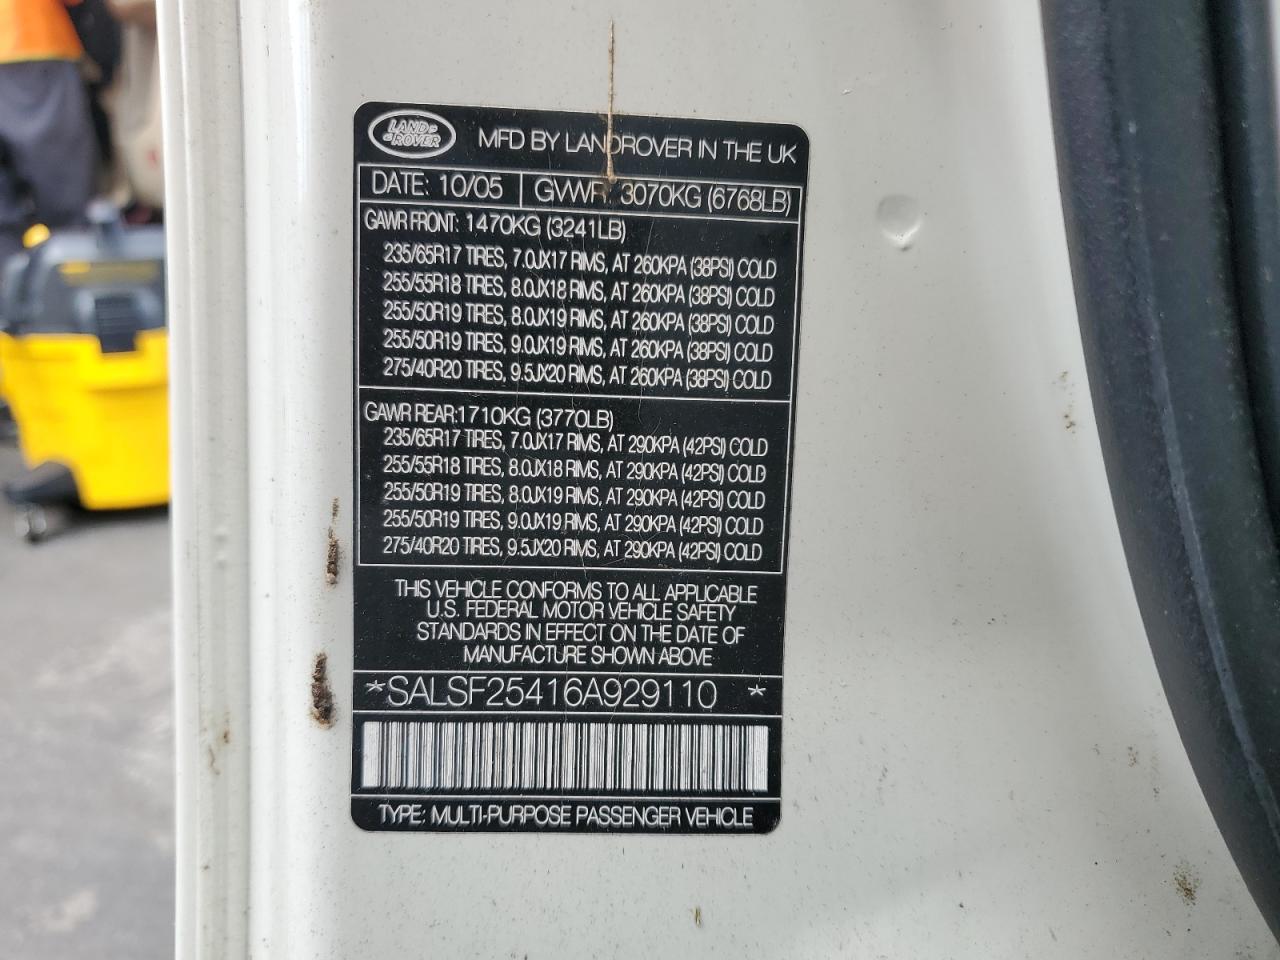 LAND ROVER
MFD BY LANDROVER IN THE UK
DATE: 10/05 GVWR 3070KG (6768LB)
GAWR FRONT: 1470KG (3241LB)
235/65R17 TIRES, 7.0JX17 RIMS, AT 260KPA (38PSI) COLD
255/55R18 TIRES, 8.0JX18 RIMS, AT 260KPA (38PSI) COLD
255/50R19 TIRES, 8.0JX19 RIMS, AT 260KPA (38PSI) COLD
255/50R19 TIRES, 9.0JX19 RIMS, AT 260KPA (38PSI) COLD
275/40R20 TIRES, 9.5JX20 RIMS, AT 260KPA (38PSI) COLD
GAWR REAR:1710KG (3770LB)
235/65R17 TIRES, 7.0JX17 RIMS, AT 290KPA (42PSI) COLD
255/55R18 TIRES, 8.0JX18 RIMS, AT 290KPA (42PSI) COLD
255/50R19 TIRES, 8.0JX19 RIMS, AT 290KPA (42PSI) COLD
255/50R19 TIRES, 9.0JX19 RIMS, AT 290KPA (42PSI) COLD
275/40R20 TIRES, 9.5JX20 RIMS, AT 290KPA (42PSI) COLD
THIS VEHICLE CONFORMS TO ALL APPLICABLE
U.S. FEDERAL MOTOR VEHICLE SAFETY
STANDARDS IN EFFECT ON THE DATE OF
MANUFACTURE SHOWN ABOVE
*SALSF25416A929110 *
TYPE: MULTI-PURPOSE PASSENGER VEHICLE